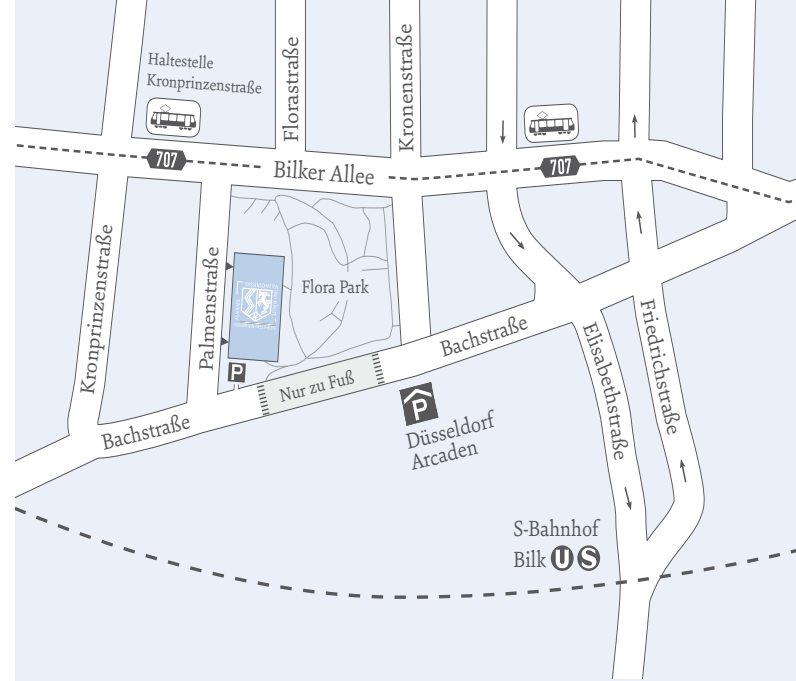 Haltestelle
Kronprinzenstraße
Florastraße
Kronenstraße
707
Bilker Allee
707
Kronprinzenstraße
Palmenstraße
Flora Park
P
Nur zu Fuß
Bachstraße
Bachstraße
Elisabethstraße
Friedrichstraße
P
Düsseldorf
Arcaden
S-Bahnhof
Bilk U S